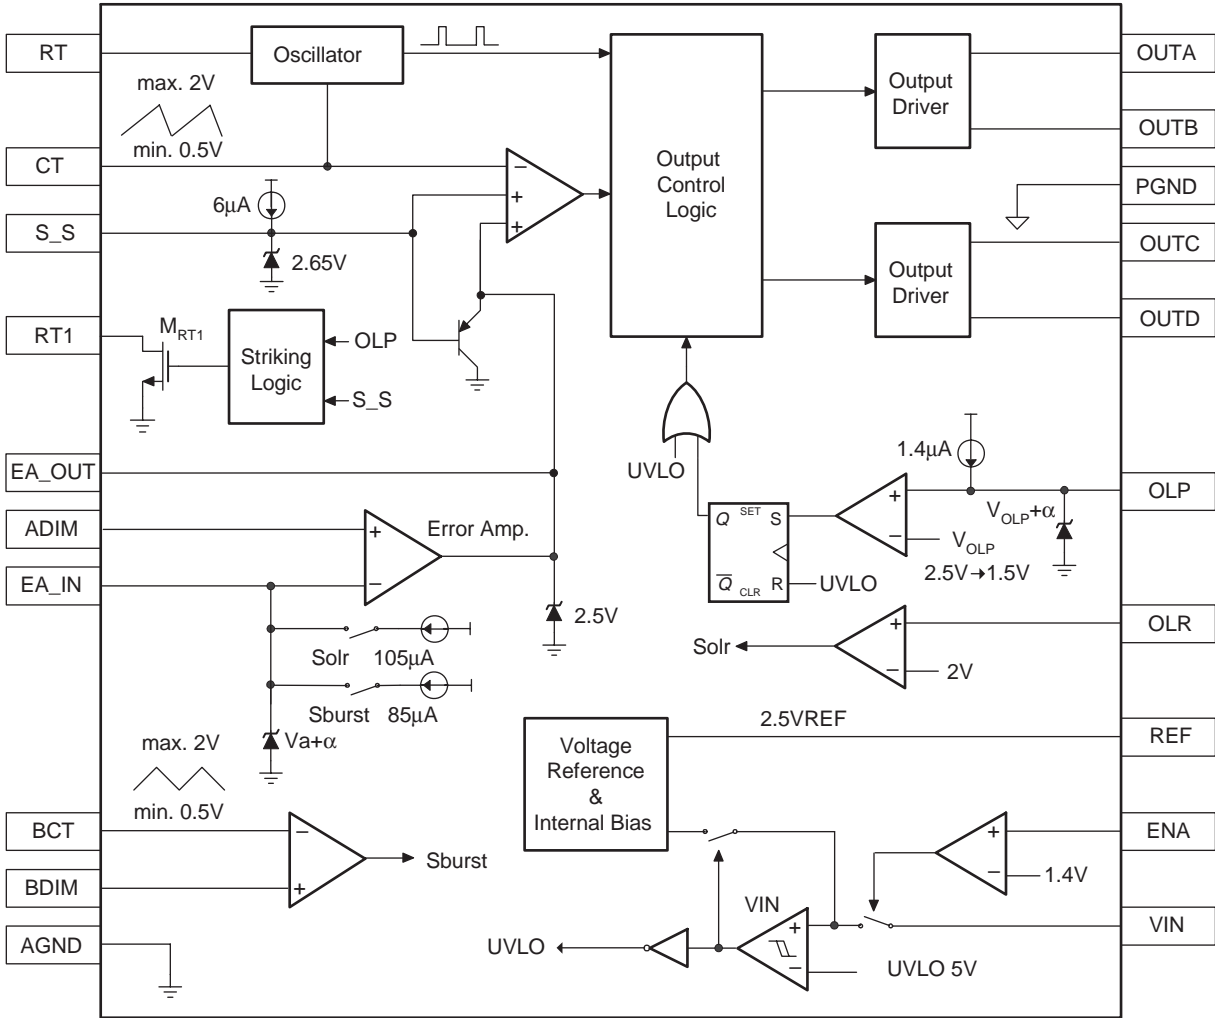 RT
Oscillator
max. 2V
min. 0.5V
CT
6μA
S_S
2.65V
RT1
MRT1
Striking
Logic
OLP
S_S
EA_OUT
ADIM
Error Amp.
EA_IN
2.5V
Solr
105μA
Sburst
85μA
Va+α
max. 2V
min. 0.5V
BCT
BDIM
Sburst
AGND
−
+
+
+
−
−
+
Output
Control
Logic
Output
Driver
Output
Driver
OUTA
OUTB
PGND
OUTC
OUTD
UVLO
1.4μA
OLP
VOLP+α
+
−
VOLP
2.5V→1.5V
Q SET S
Q CLR R
UVLO
OLR
+
−
2V
Solr
2.5VREF
REF
Voltage
Reference
&
Internal Bias
ENA
+
−
1.4V
VIN
VIN
+
−
UVLO 5V
UVLO